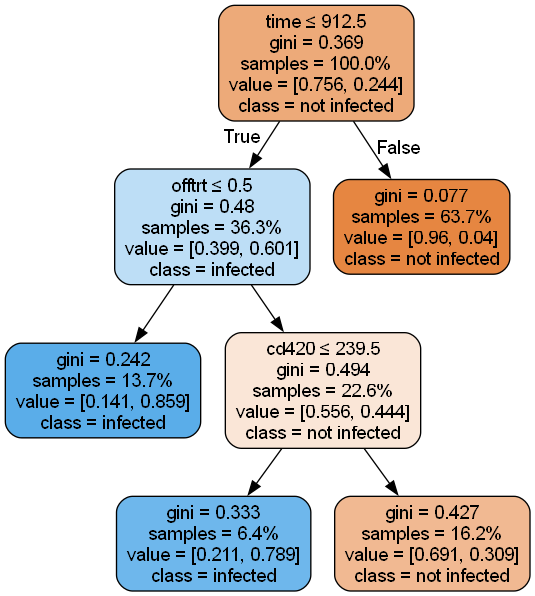 time ≤ 912.5
gini = 0.369
samples = 100.0%
value = [0.756, 0.244]
class = not infected
True
False
offtrt ≤ 0.5
gini = 0.48
samples = 36.3%
value = [0.399, 0.601]
class = infected
gini = 0.077
samples = 63.7%
value = [0.96, 0.04]
class = not infected
gini = 0.242
samples = 13.7%
value = [0.141, 0.859]
class = infected
cd420 ≤ 239.5
gini = 0.494
samples = 22.6%
value = [0.556, 0.444]
class = not infected
gini = 0.333
samples = 6.4%
value = [0.211, 0.789]
class = infected
gini = 0.427
samples = 16.2%
value = [0.691, 0.309]
class = not infected